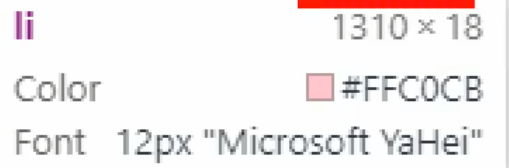 li 1310 × 18
Color #FFC0CB
Font 12px "Microsoft YaHei"